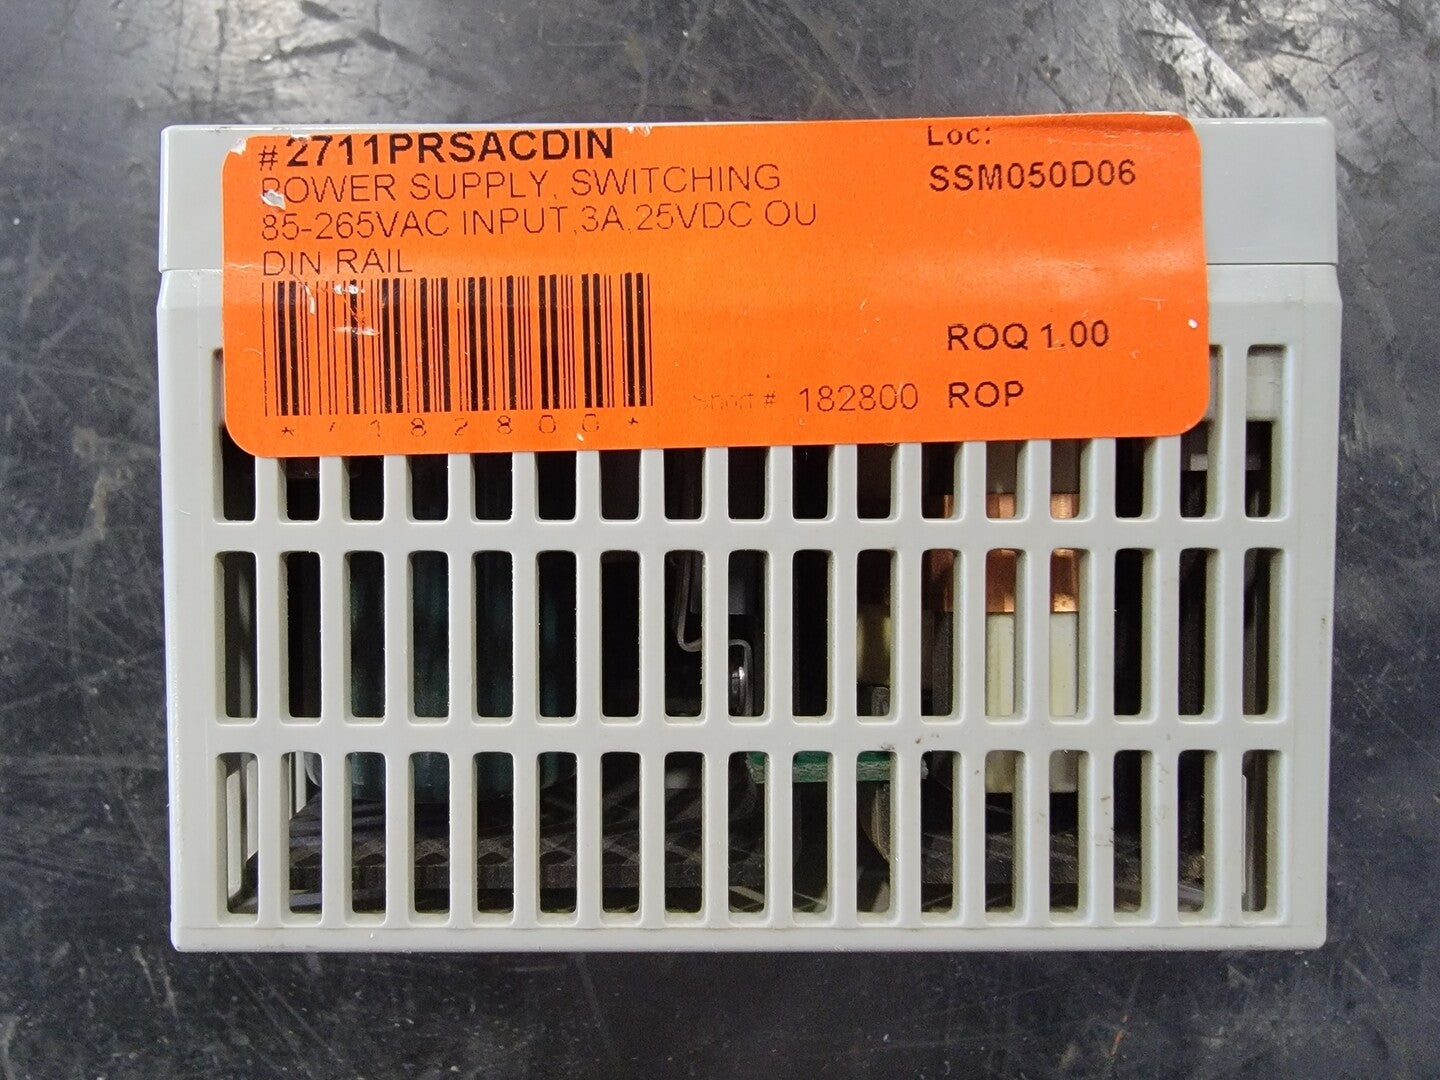 #2711PRSACDIN
POWER SUPPLY, SWITCHING
85-265VAC INPUT,3A,25VDC OU
DIN RAIL
Loc:
SSM050D06
ROQ 1.00
182800
ROP